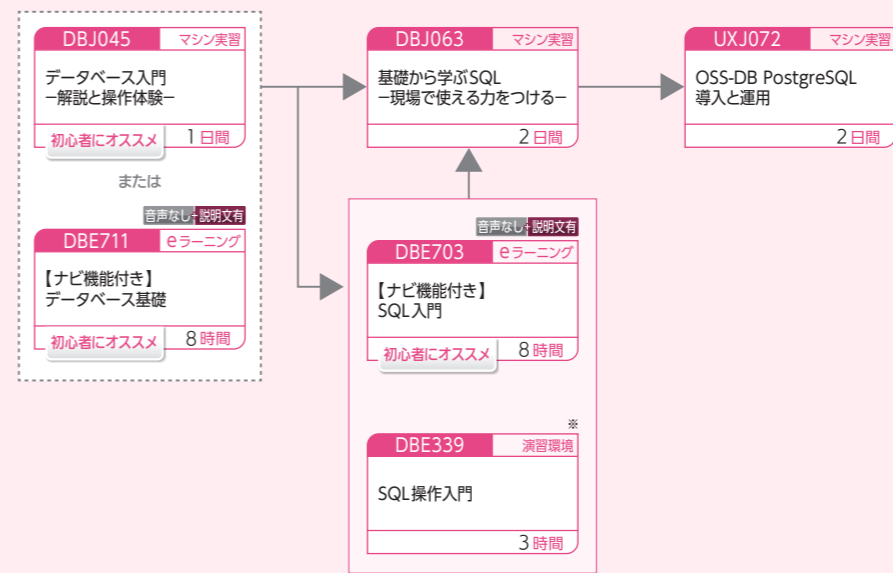 DBJ045 マシン実習
データベース入門
−解説と操作体験−
初心者にオススメ 1日間
または
音声なし+説明文有
DBE711 eラーニング
【ナビ機能付き】
データベース基礎
初心者にオススメ 8時間
DBJ063 マシン実習
基礎から学ぶSQL
−現場で使える力をつける−
2日間
音声なし+説明文有
DBE703 eラーニング
【ナビ機能付き】
SQL入門
初心者にオススメ 8時間
※
DBE339 演習環境
SQL操作入門
3時間
UXJ072 マシン実習
OSS-DB PostgreSQL
導入と運用
2日間